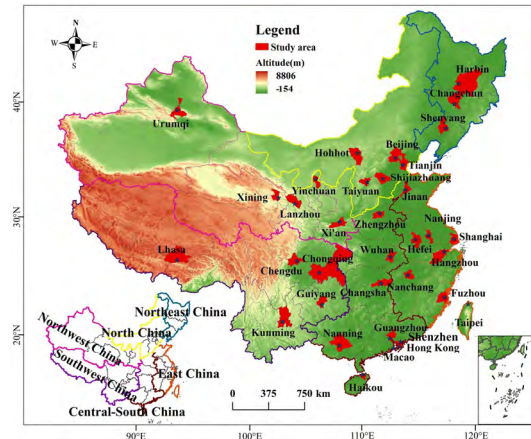 N
W E
S
Legend
Study area
Altitude(m)
8806
-154
40°N
30°N
20°N
Harbin
Changchun
Shenyang
Urumqi
Hohhot
Beijing
Tianjin
Shijiazhuang
Yinchuan
Taiyuan
Xining
Jinan
Lanzhou
Zhengzhou
Xi'an
Nanjing
Shanghai
Hefei
Wuhan
Hangzhou
Lhasa
Chongqing
Chengdu
Changsha
Nanchang
Guiyang
Fuzhou
Kunming
Taipei
Guangzhou
Nanning
Shenzhen
Hong Kong
Macao
Haikou
Northeast China
North China
Northwest China
Southwest China
East China
Central-South China
0 375 750 km
90°E 100°E 110°E 120°E